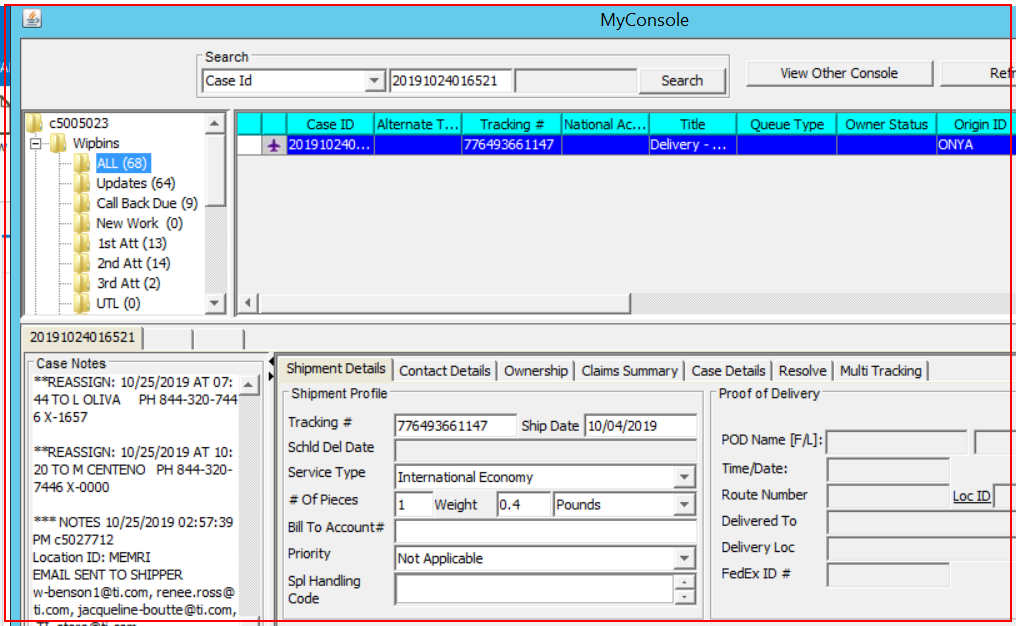 MyConsole
Search
Case Id 20191024016521 Search
View Other Console
c5005023
Wipbins
ALL (68)
Updates (64)
Call Back Due (9)
New Work (0)
1st Att (13)
2nd Att (14)
3rd Att (2)
UTL (0)
Case ID Alternate T... Tracking # National Ac... Title Queue Type Owner Status Origin ID
201910240... 776493661147 Delivery - ... ONYA
20191024016521
Case Notes
**REASSIGN: 10/25/2019 AT 07:
44 TO L OLIVA PH 844-320-744
6 X-1657
**REASSIGN: 10/25/2019 AT 10:
20 TO M CENTENO PH 844-320-
7446 X-0000
*** NOTES 10/25/2019 02:57:39
PM c5027712
Location ID: MEMRI
EMAIL SENT TO SHIPPER
w-benson1@ti.com, renee.ross@
ti.com, jacqueline-boutte@ti.com,
Shipment Details Contact Details Ownership Claims Summary Case Details Resolve Multi Tracking
Shipment Profile
Tracking # 776493661147 Ship Date 10/04/2019
Schld Del Date
Service Type International Economy
# Of Pieces 1 Weight 0.4 Pounds
Bill To Account#
Priority Not Applicable
Spl Handling
Code
Proof of Delivery
POD Name [F/L]:
Time/Date:
Route Number Loc ID
Delivered To
Delivery Loc
FedEx ID #